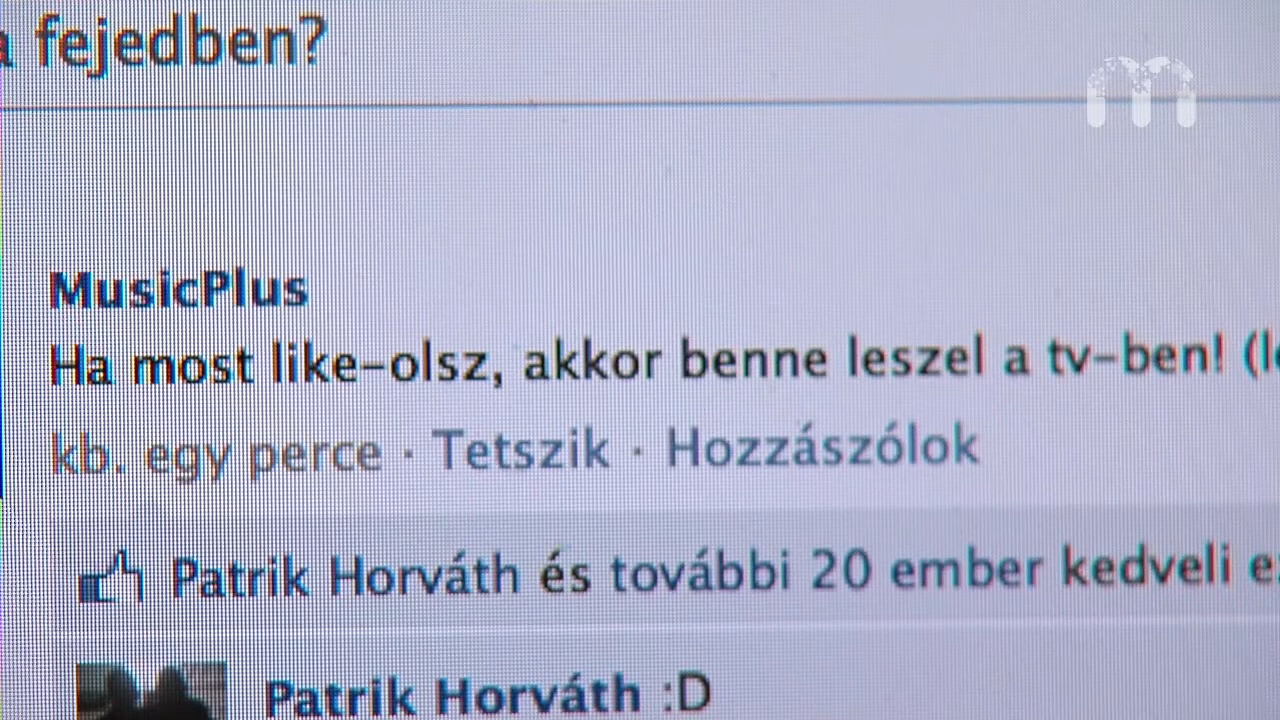 a fejedben?
m
MusicPlus
Ha most like-olsz, akkor benne leszel a tv-ben!
kb. egy perce · Tetszik · Hozzászólok
Patrik Horváth és további 20 ember kedveli
Patrik Horváth :D